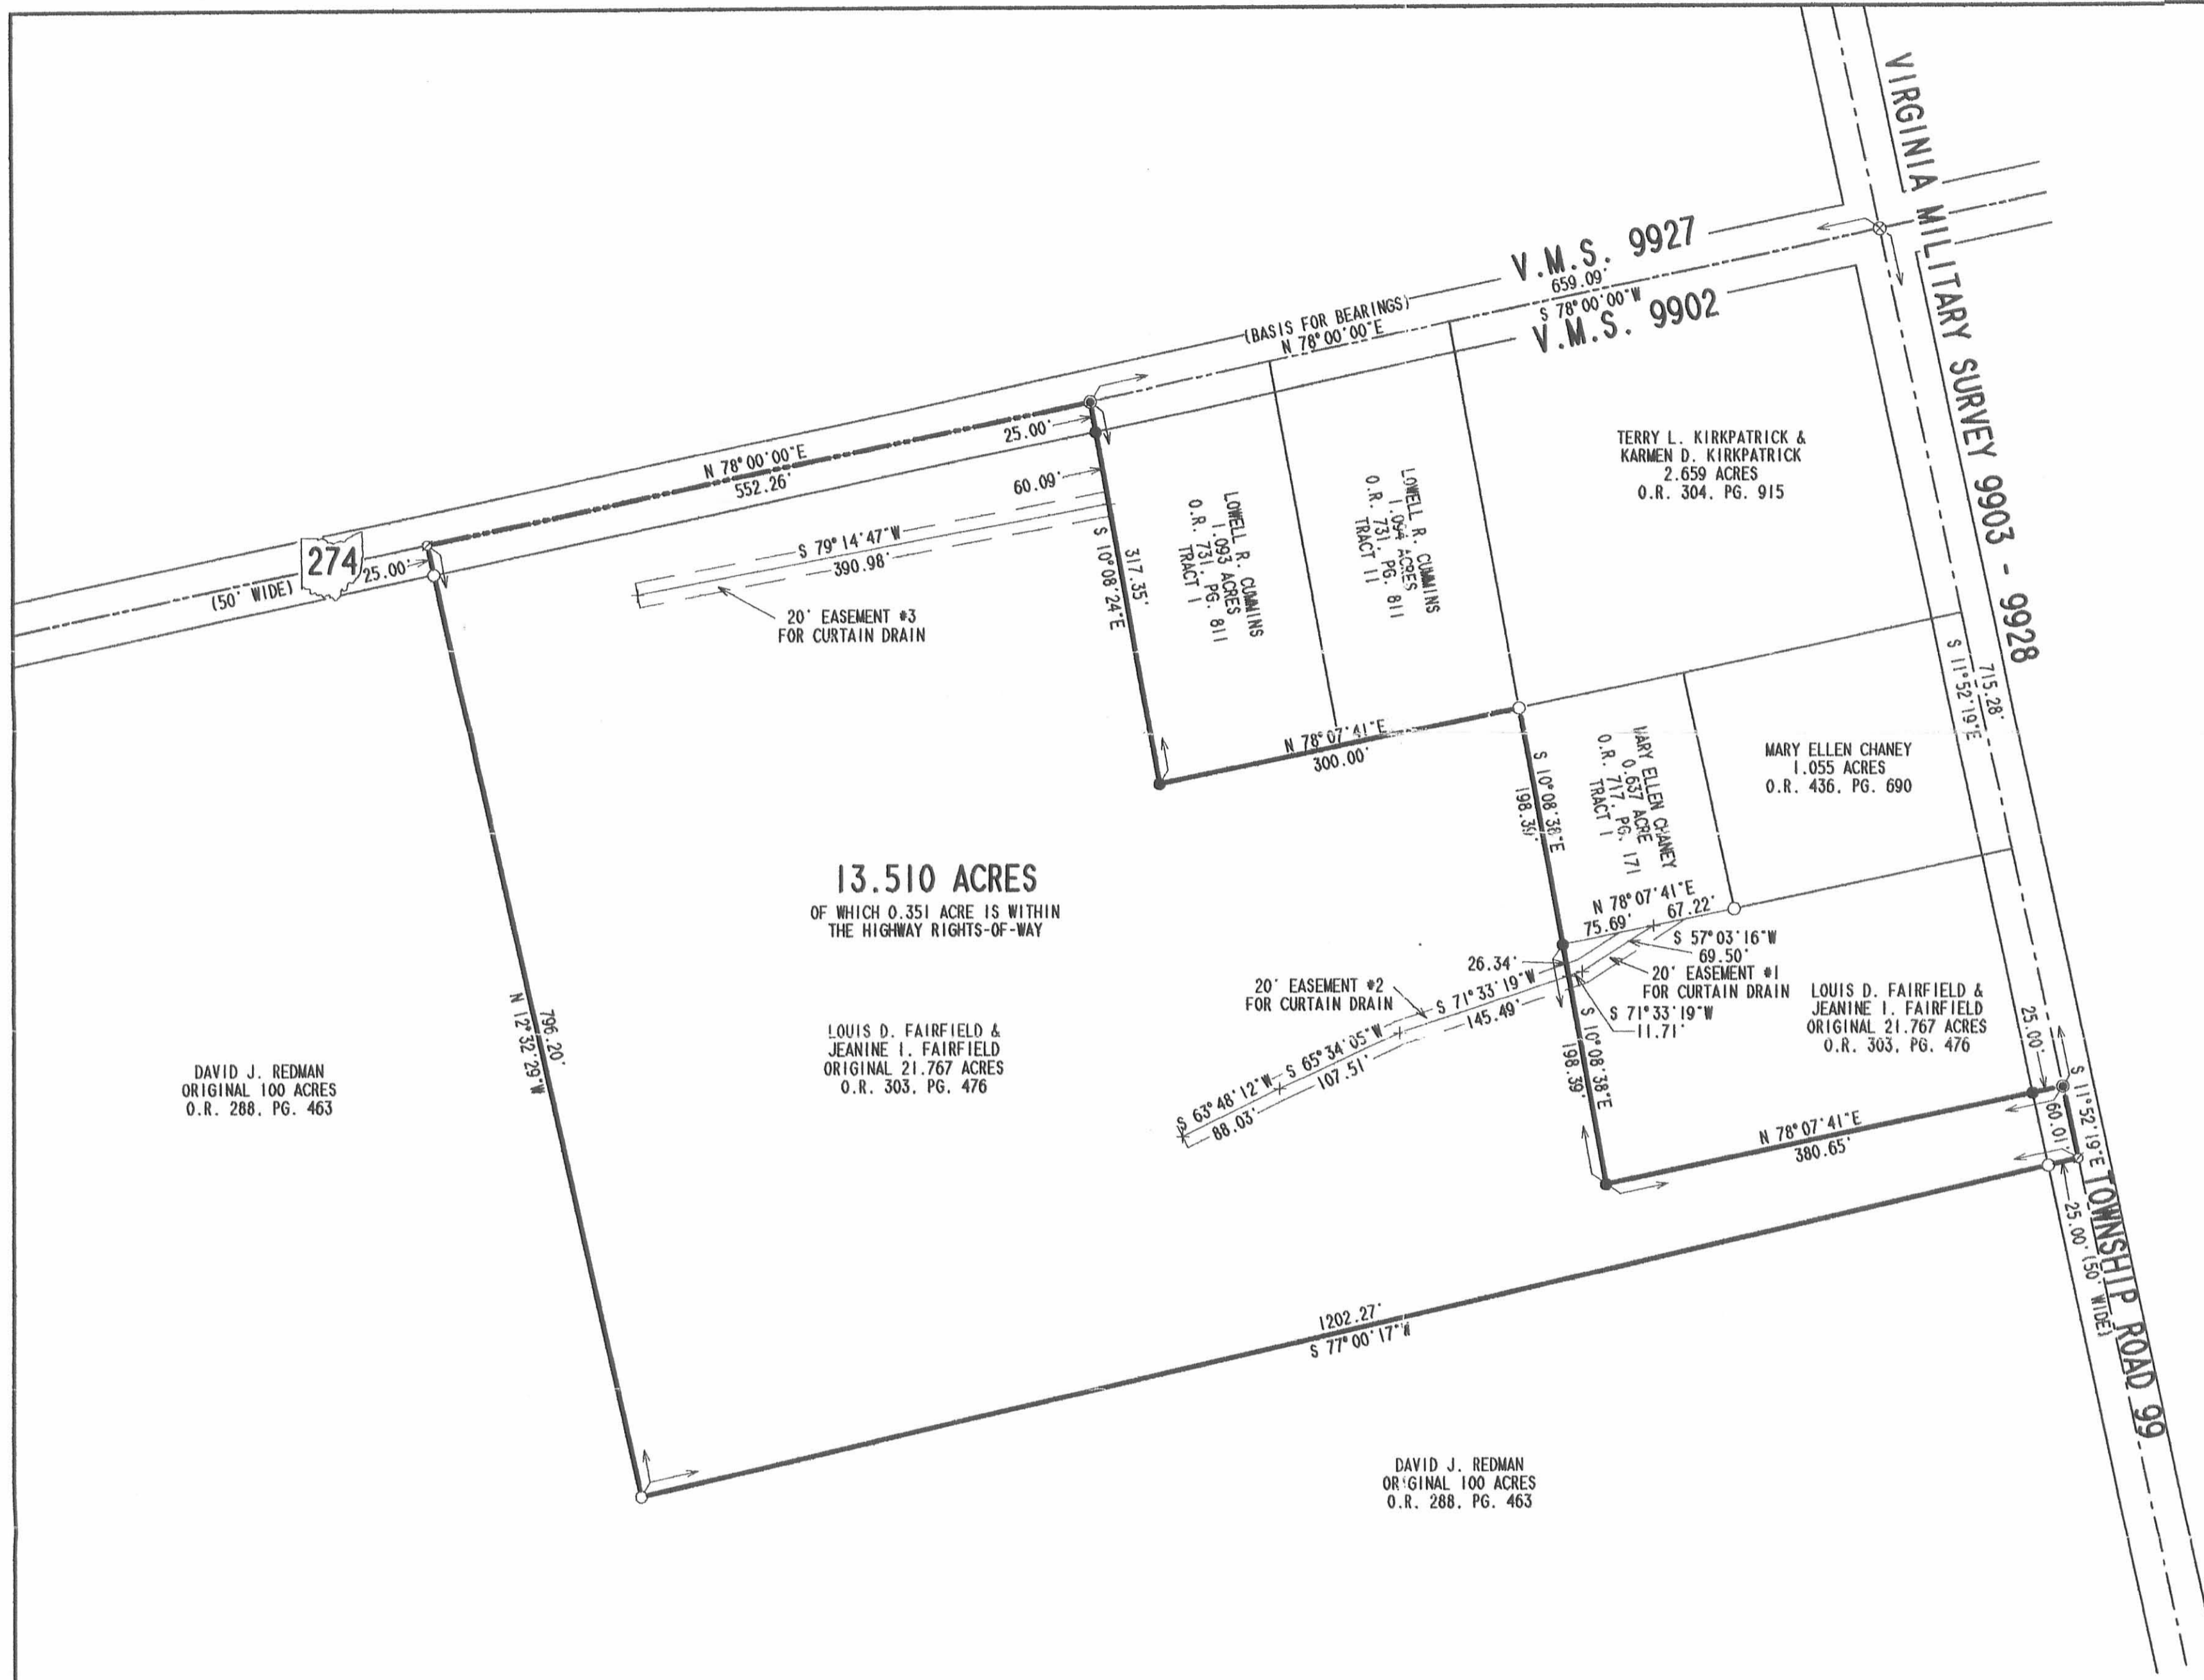 VIRGINIA MILITARY SURVEY 9903 - 9928
V.M.S. 9927
659.09'
S 78°00'00"W
V.M.S. 9902
(BASIS FOR BEARINGS)
N 78°00'00"E
25.00'
N 78°00'00"E
552.26'
60.09'
274
25.00'
(50' WIDE)
S 79°14'47"W
390.98'
20' EASEMENT #3
FOR CURTAIN DRAIN
317.35'
S 10°08'24"E
LOWELL R. CUMMINS
1.093 ACRES
O.R. 731, PG. 811
TRACT I
LOWELL R. CUMMINS
1.094 ACRES
O.R. 731, PG. 811
TRACT II
TERRY L. KIRKPATRICK &
KARMEN D. KIRKPATRICK
2.659 ACRES
O.R. 304, PG. 915
715.28'
S 11°52'19"E
N 78°07'41"E
300.00'
S 10°08'38"E
198.39'
MARY ELLEN CHANEY
0.637 ACRE
O.R. 717, PG. 171
TRACT I
MARY ELLEN CHANEY
1.055 ACRES
O.R. 436, PG. 690
13.510 ACRES
OF WHICH 0.351 ACRE IS WITHIN
THE HIGHWAY RIGHTS-OF-WAY
N 78°07'41"E
75.69'
67.22'
S 57°03'16"W
69.50'
26.34'
20' EASEMENT #1
FOR CURTAIN DRAIN
20' EASEMENT #2
FOR CURTAIN DRAIN
S 71°33'19"W
145.49'
S 71°33'19"W
11.71'
S 65°34'05"W
107.51'
S 63°48'12"W
88.03'
S 10°08'38"E
198.39'
LOUIS D. FAIRFIELD &
JEANINE I. FAIRFIELD
ORIGINAL 21.767 ACRES
O.R. 303, PG. 476
25.00'
LOUIS D. FAIRFIELD &
JEANINE I. FAIRFIELD
ORIGINAL 21.767 ACRES
O.R. 303, PG. 476
796.20'
N 12°32'29"W
DAVID J. REDMAN
ORIGINAL 100 ACRES
O.R. 288, PG. 463
S 11°52'19"E
60.01'
N 78°07'41"E
380.65'
25.00'
(50' WIDE)
TOWNSHIP ROAD 99
1202.27'
S 77°00'17"W
DAVID J. REDMAN
ORIGINAL 100 ACRES
O.R. 288, PG. 463